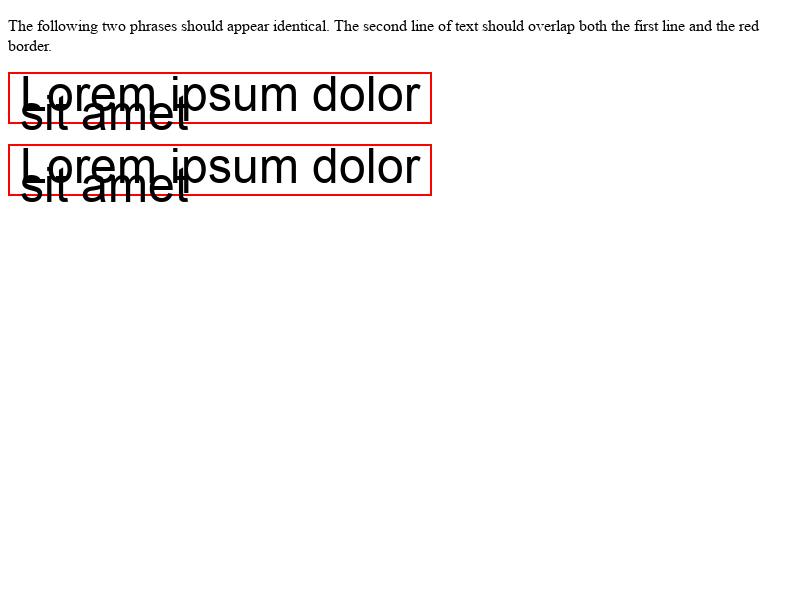 The following two phrases should appear identical. The second line of text should overlap both the first line and the red
border.
Lorem ipsum dolor
sit amet
Lorem ipsum dolor
sit amet